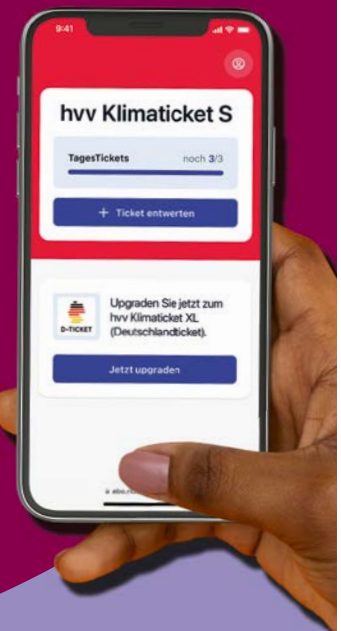 9:41
hvv Klimaticket S
TagesTickets noch 3/3
+ Ticket entwerten
D-TICKET
Upgraden Sie jetzt zum
hvv Klimaticket XL
(Deutschlandticket).
Jetzt upgraden